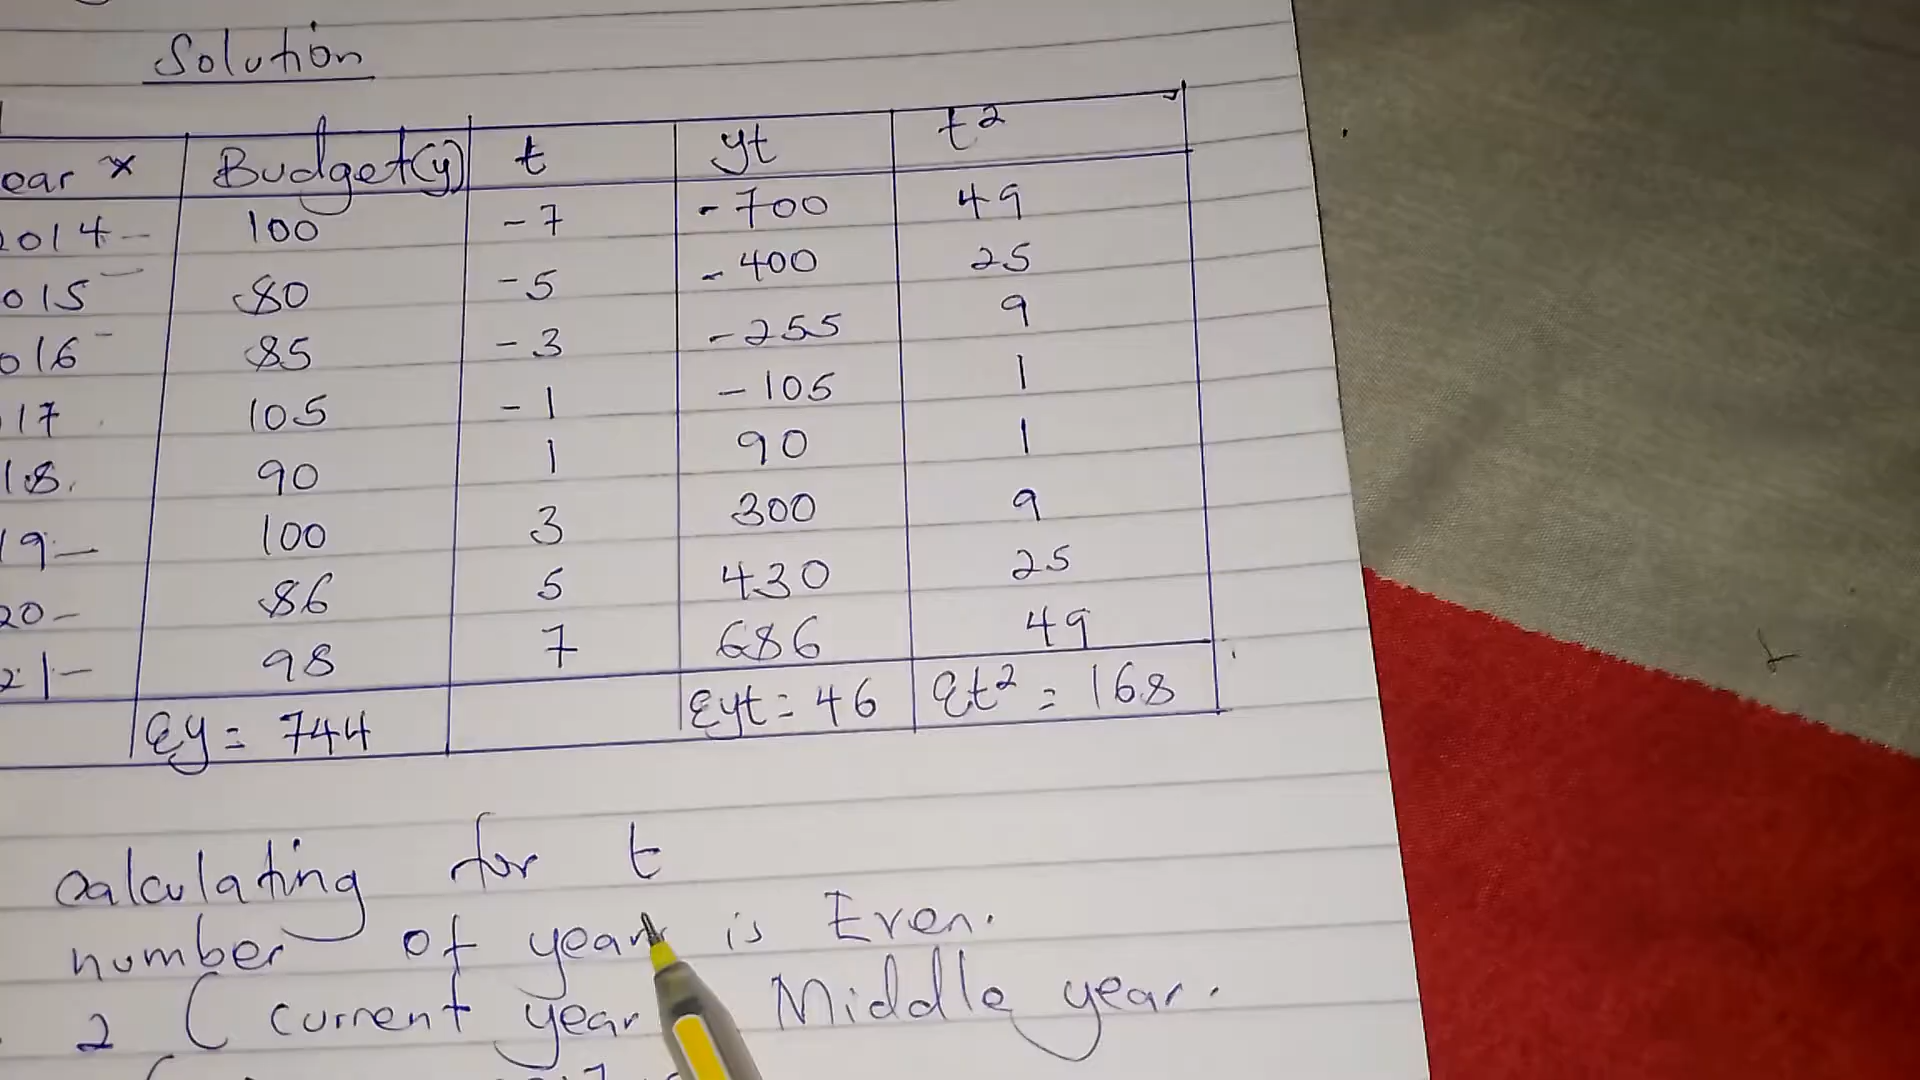 Solution
ear x Budget(y) t yt t2
2014- 100 -7 -700 49
015 80 -5 -400 25
016 85 -3 -255 9
17 105 -1 -105 1
18. 90 1 90 1
19- 100 3 300 9
20- 86 5 430 25
21- 98 7 686 49
Σy = 744 Σyt = 46 Σt2 = 168
Calculating for t
number of years is Even.
2 ( current year Middle year.